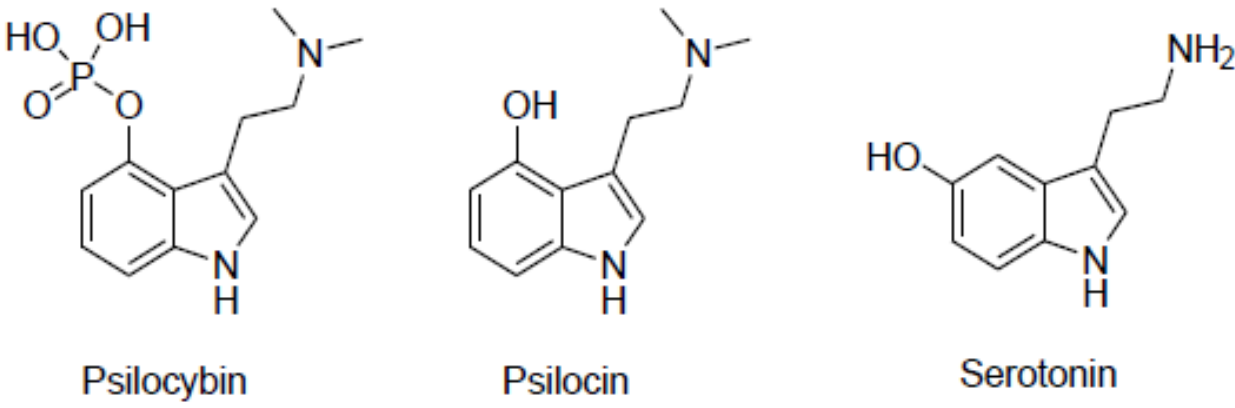 HO OH
P
O O
N
N
H
Psilocybin
OH
N
N
H
Psilocin
HO
NH2
N
H
Serotonin